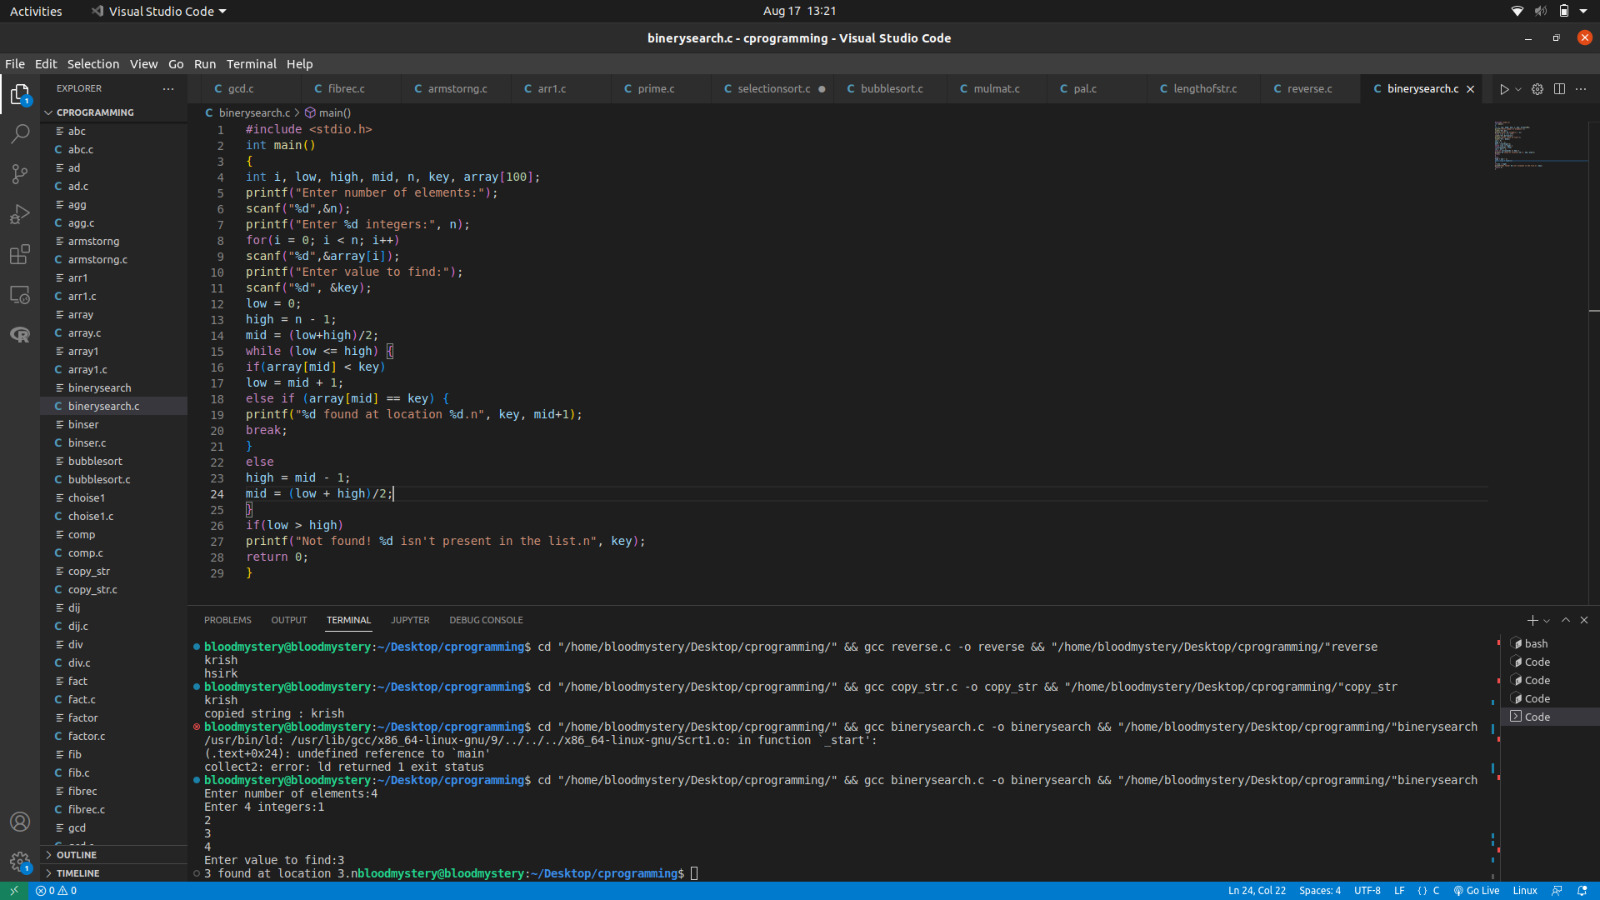 Activities Visual Studio Code Aug 17 13:21
binerysearch.c - cprogramming - Visual Studio Code
File Edit Selection View Go Run Terminal Help
EXPLORER
gcd.c fibrec.c armstorng.c arr1.c prime.c selectionsort.c bubblesort.c mulmat.c pal.c lengthofstr.c reverse.c binerysearch.c
CPROGRAMMING
abc
abc.c
ad
ad.c
agg
agg.c
armstorng
armstorng.c
arr1
arr1.c
array
array.c
array1
array1.c
binerysearch
binerysearch.c
binser
binser.c
bubblesort
bubblesort.c
choise1
choise1.c
comp
comp.c
copy_str
copy_str.c
dij
dij.c
div
div.c
fact
fact.c
factor
factor.c
fib
fib.c
fibrec
fibrec.c
gcd
OUTLINE
TIMELINE
binerysearch.c > main()
1 #include <stdio.h>
2 int main()
3 {
4 int i, low, high, mid, n, key, array[100];
5 printf("Enter number of elements:");
6 scanf("%d",&n);
7 printf("Enter %d integers:", n);
8 for(i = 0; i < n; i++)
9 scanf("%d",&array[i]);
10 printf("Enter value to find:");
11 scanf("%d", &key);
12 low = 0;
13 high = n - 1;
14 mid = (low+high)/2;
15 while (low <= high) {
16 if(array[mid] < key)
17 low = mid + 1;
18 else if (array[mid] == key) {
19 printf("%d found at location %d.n", key, mid+1);
20 break;
21 }
22 else
23 high = mid - 1;
24 mid = (low + high)/2;
25 }
26 if(low > high)
27 printf("Not found! %d isn't present in the list.n", key);
28 return 0;
29 }
PROBLEMS OUTPUT TERMINAL JUPYTER DEBUG CONSOLE
bloodmystery@bloodmystery:~/Desktop/cprogramming$ cd "/home/bloodmystery/Desktop/cprogramming/" && gcc reverse.c -o reverse && "/home/bloodmystery/Desktop/cprogramming/"reverse
krish
hsirk
bloodmystery@bloodmystery:~/Desktop/cprogramming$ cd "/home/bloodmystery/Desktop/cprogramming/" && gcc copy_str.c -o copy_str && "/home/bloodmystery/Desktop/cprogramming/"copy_str
krish
copied string : krish
bloodmystery@bloodmystery:~/Desktop/cprogramming$ cd "/home/bloodmystery/Desktop/cprogramming/" && gcc binerysearch.c -o binerysearch && "/home/bloodmystery/Desktop/cprogramming/"binerysearch
/usr/bin/ld: /usr/lib/gcc/x86_64-linux-gnu/9/../../../x86_64-linux-gnu/Scrt1.o: in function `_start':
(.text+0x24): undefined reference to `main'
collect2: error: ld returned 1 exit status
bloodmystery@bloodmystery:~/Desktop/cprogramming$ cd "/home/bloodmystery/Desktop/cprogramming/" && gcc binerysearch.c -o binerysearch && "/home/bloodmystery/Desktop/cprogramming/"binerysearch
Enter number of elements:4
Enter 4 integers:1
2
3
4
Enter value to find:3
3 found at location 3.nbloodmystery@bloodmystery:~/Desktop/cprogramming$
bash
Code
Code
Code
Code
0 0 Ln 24, Col 22 Spaces: 4 UTF-8 LF {} C Go Live Linux